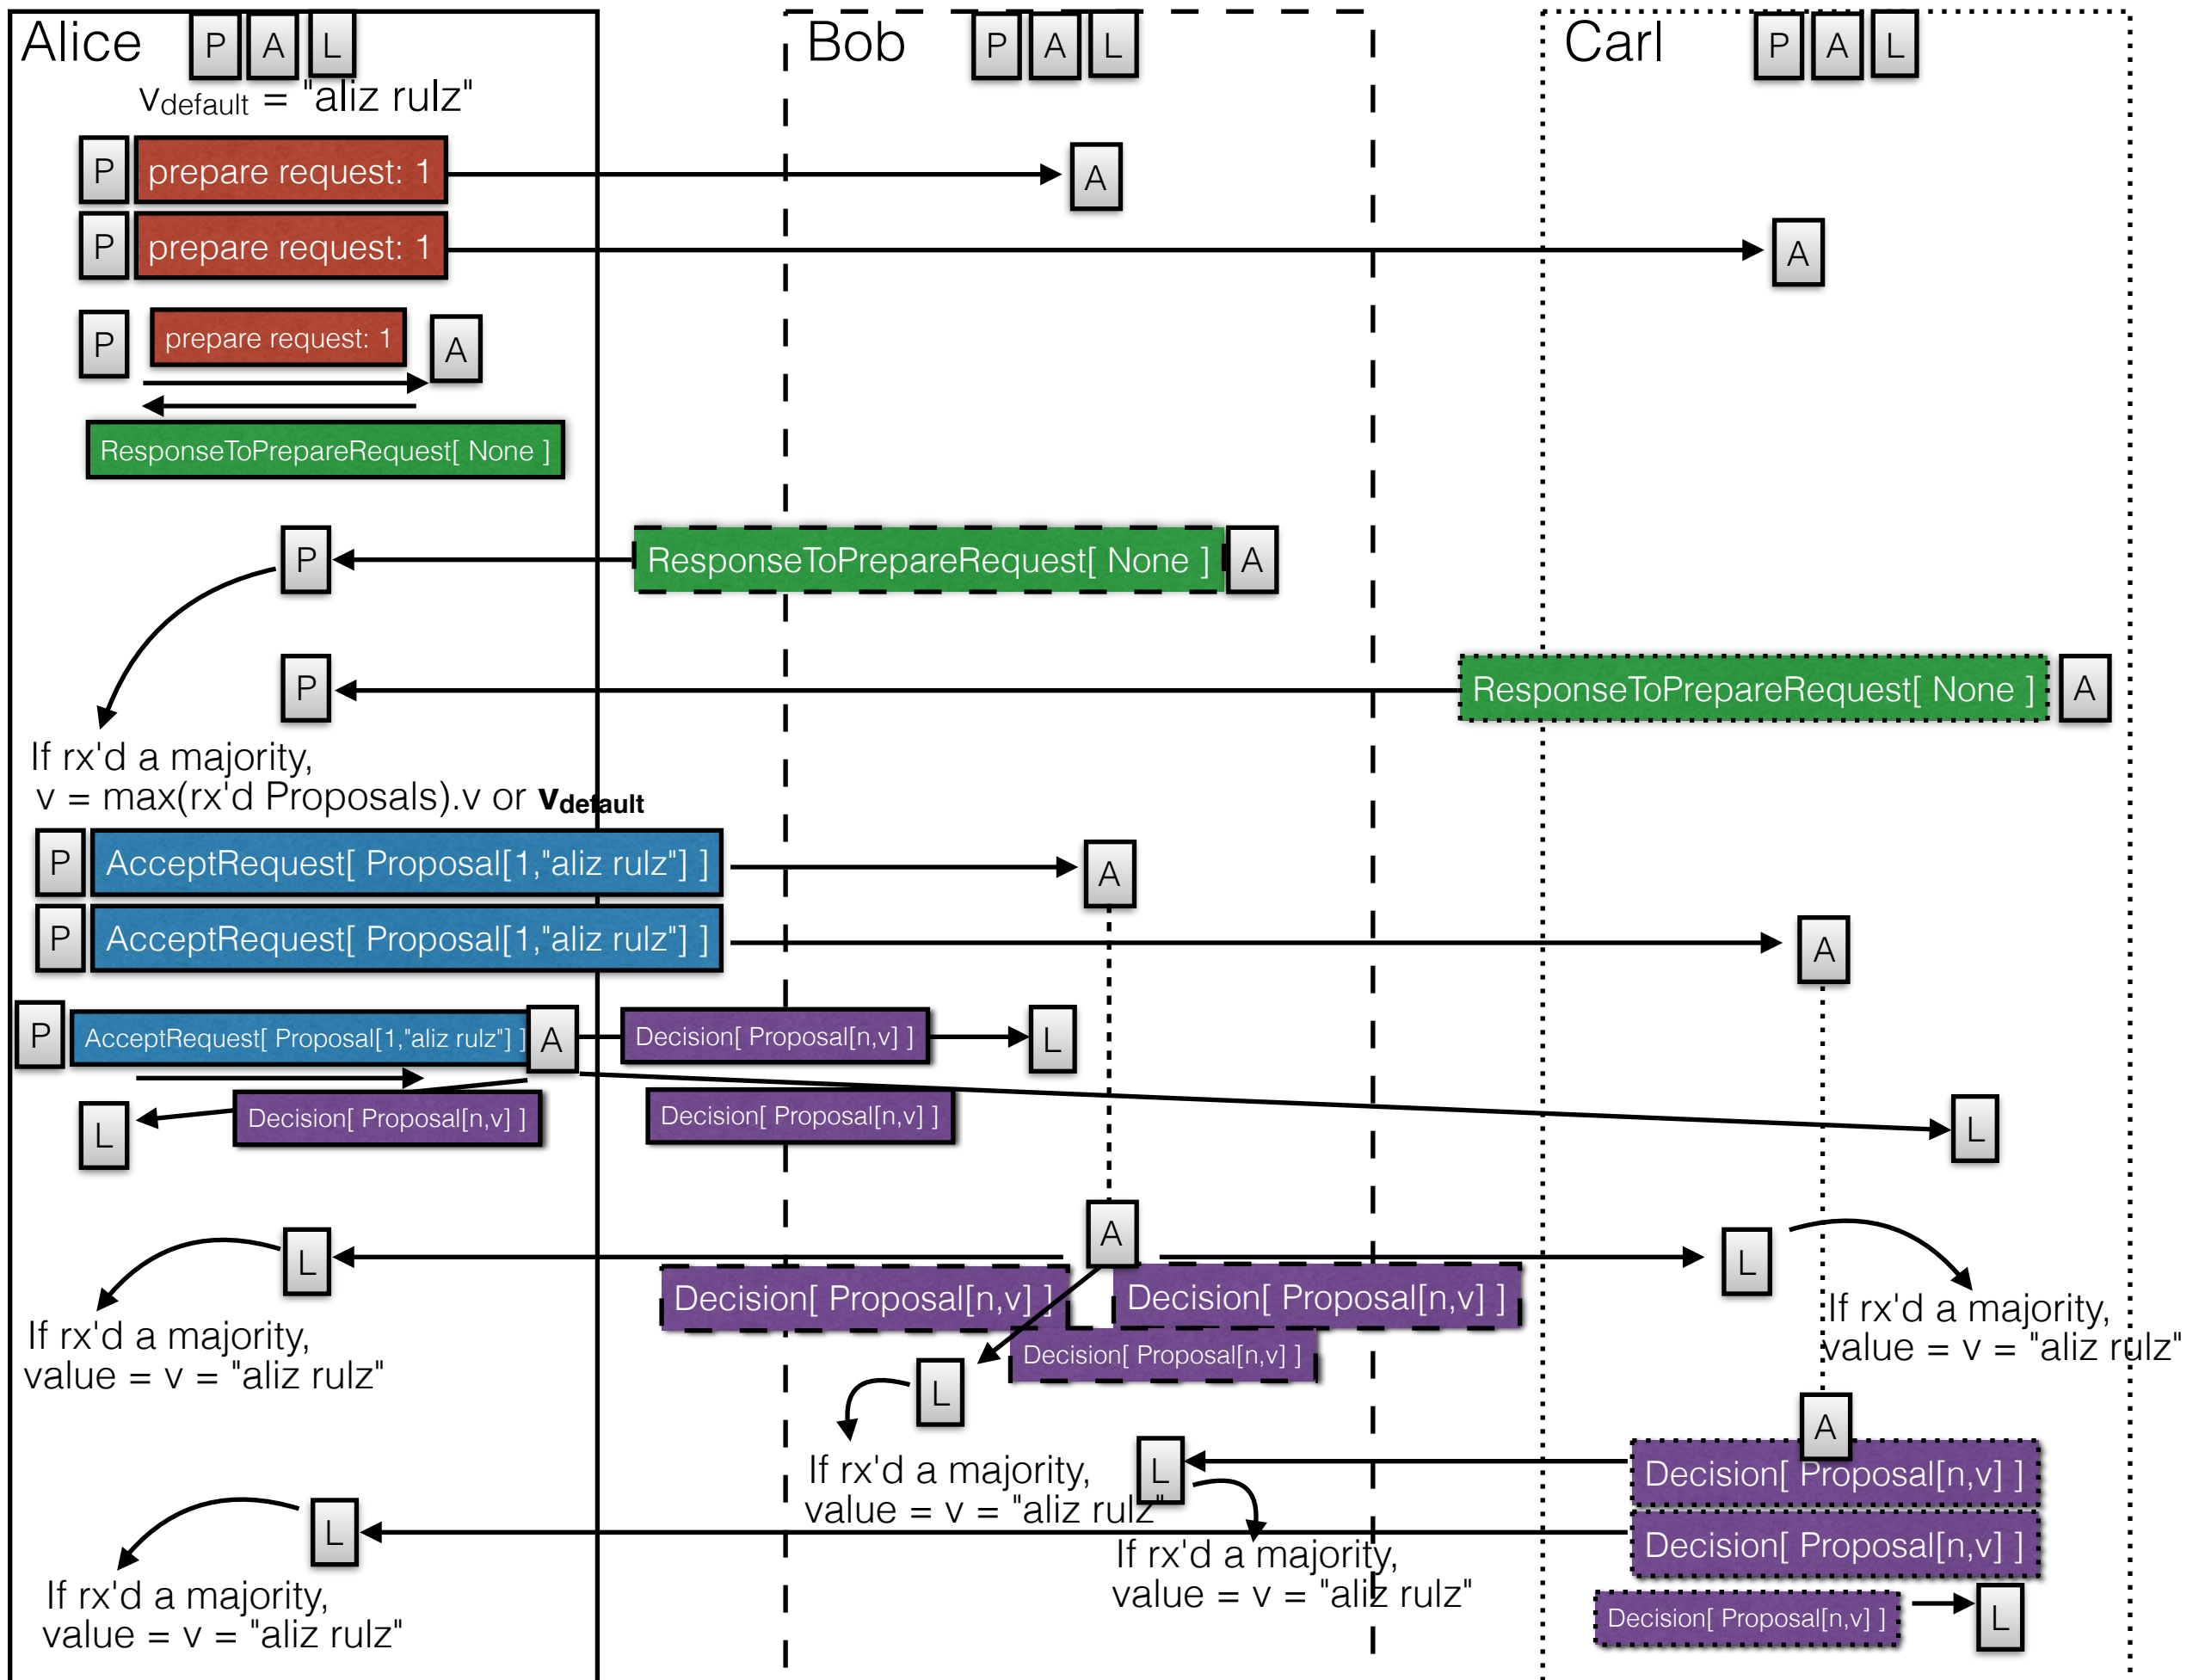 Alice P A L Bob P A L Carl P A L
vdefault = "aliz rulz"
P prepare request: 1 A
P prepare request: 1 A
P prepare request: 1 A
ResponseToPrepareRequest[ None ]
P ResponseToPrepareRequest[ None ] A
P ResponseToPrepareRequest[ None ] A
If rx'd a majority,
v = max(rx'd Proposals).v or vdefault
P AcceptRequest[ Proposal[1,"aliz rulz"] ] A
P AcceptRequest[ Proposal[1,"aliz rulz"] ] A
P AcceptRequest[ Proposal[1,"aliz rulz"] ] A Decision[ Proposal[n,v] ] L
L Decision[ Proposal[n,v] ] Decision[ Proposal[n,v] ] L
L A L
Decision[ Proposal[n,v] ] Decision[ Proposal[n,v] ]
If rx'd a majority,
value = v = "aliz rulz"
If rx'd a majority,
value = v = "aliz rulz"
Decision[ Proposal[n,v] ]
L
If rx'd a majority,
value = v = "aliz rulz"
A
L Decision[ Proposal[n,v] ]
L Decision[ Proposal[n,v] ]
If rx'd a majority,
value = v = "aliz rulz"
If rx'd a majority,
value = v = "aliz rulz"
Decision[ Proposal[n,v] ] L